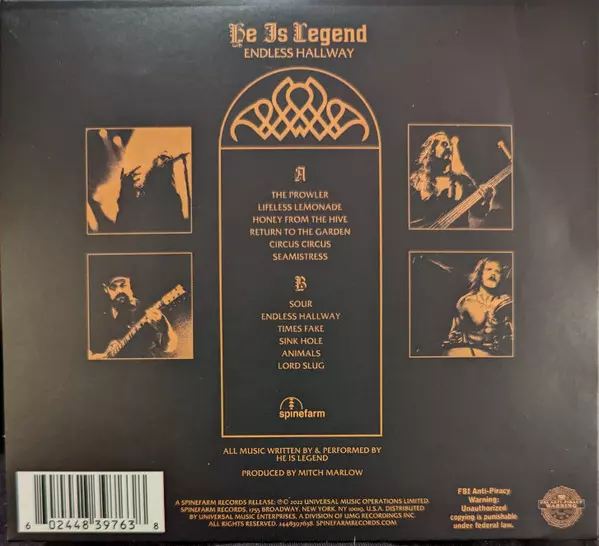 He Is Legend
ENDLESS HALLWAY
A
THE PROWLER
LIFELESS LEMONADE
HONEY FROM THE HIVE
RETURN TO THE GARDEN
CIRCUS CIRCUS
SEAMISTRESS
B
SOUR
ENDLESS HALLWAY
TIMES FAKE
SINK HOLE
ANIMALS
LORD SLUG
spinefarm
ALL MUSIC WRITTEN BY & PERFORMED BY
HE IS LEGEND
PRODUCED BY MITCH MARLOW
A SPINEFARM RECORDS RELEASE; ℗© 2022 UNIVERSAL MUSIC OPERATIONS LIMITED.
SPINEFARM RECORDS, 1755 BROADWAY, NEW YORK, NY 10019, U.S.A. DISTRIBUTED
BY UNIVERSAL MUSIC ENTERPRISES, A DIVISION OF UMG RECORDINGS INC.
ALL RIGHTS RESERVED. 2448397638. SPINEFARMRECORDS.COM.
6 02448 39763 8
FBI Anti-Piracy
Warning:
Unauthorized
copying is punishable
under federal law.